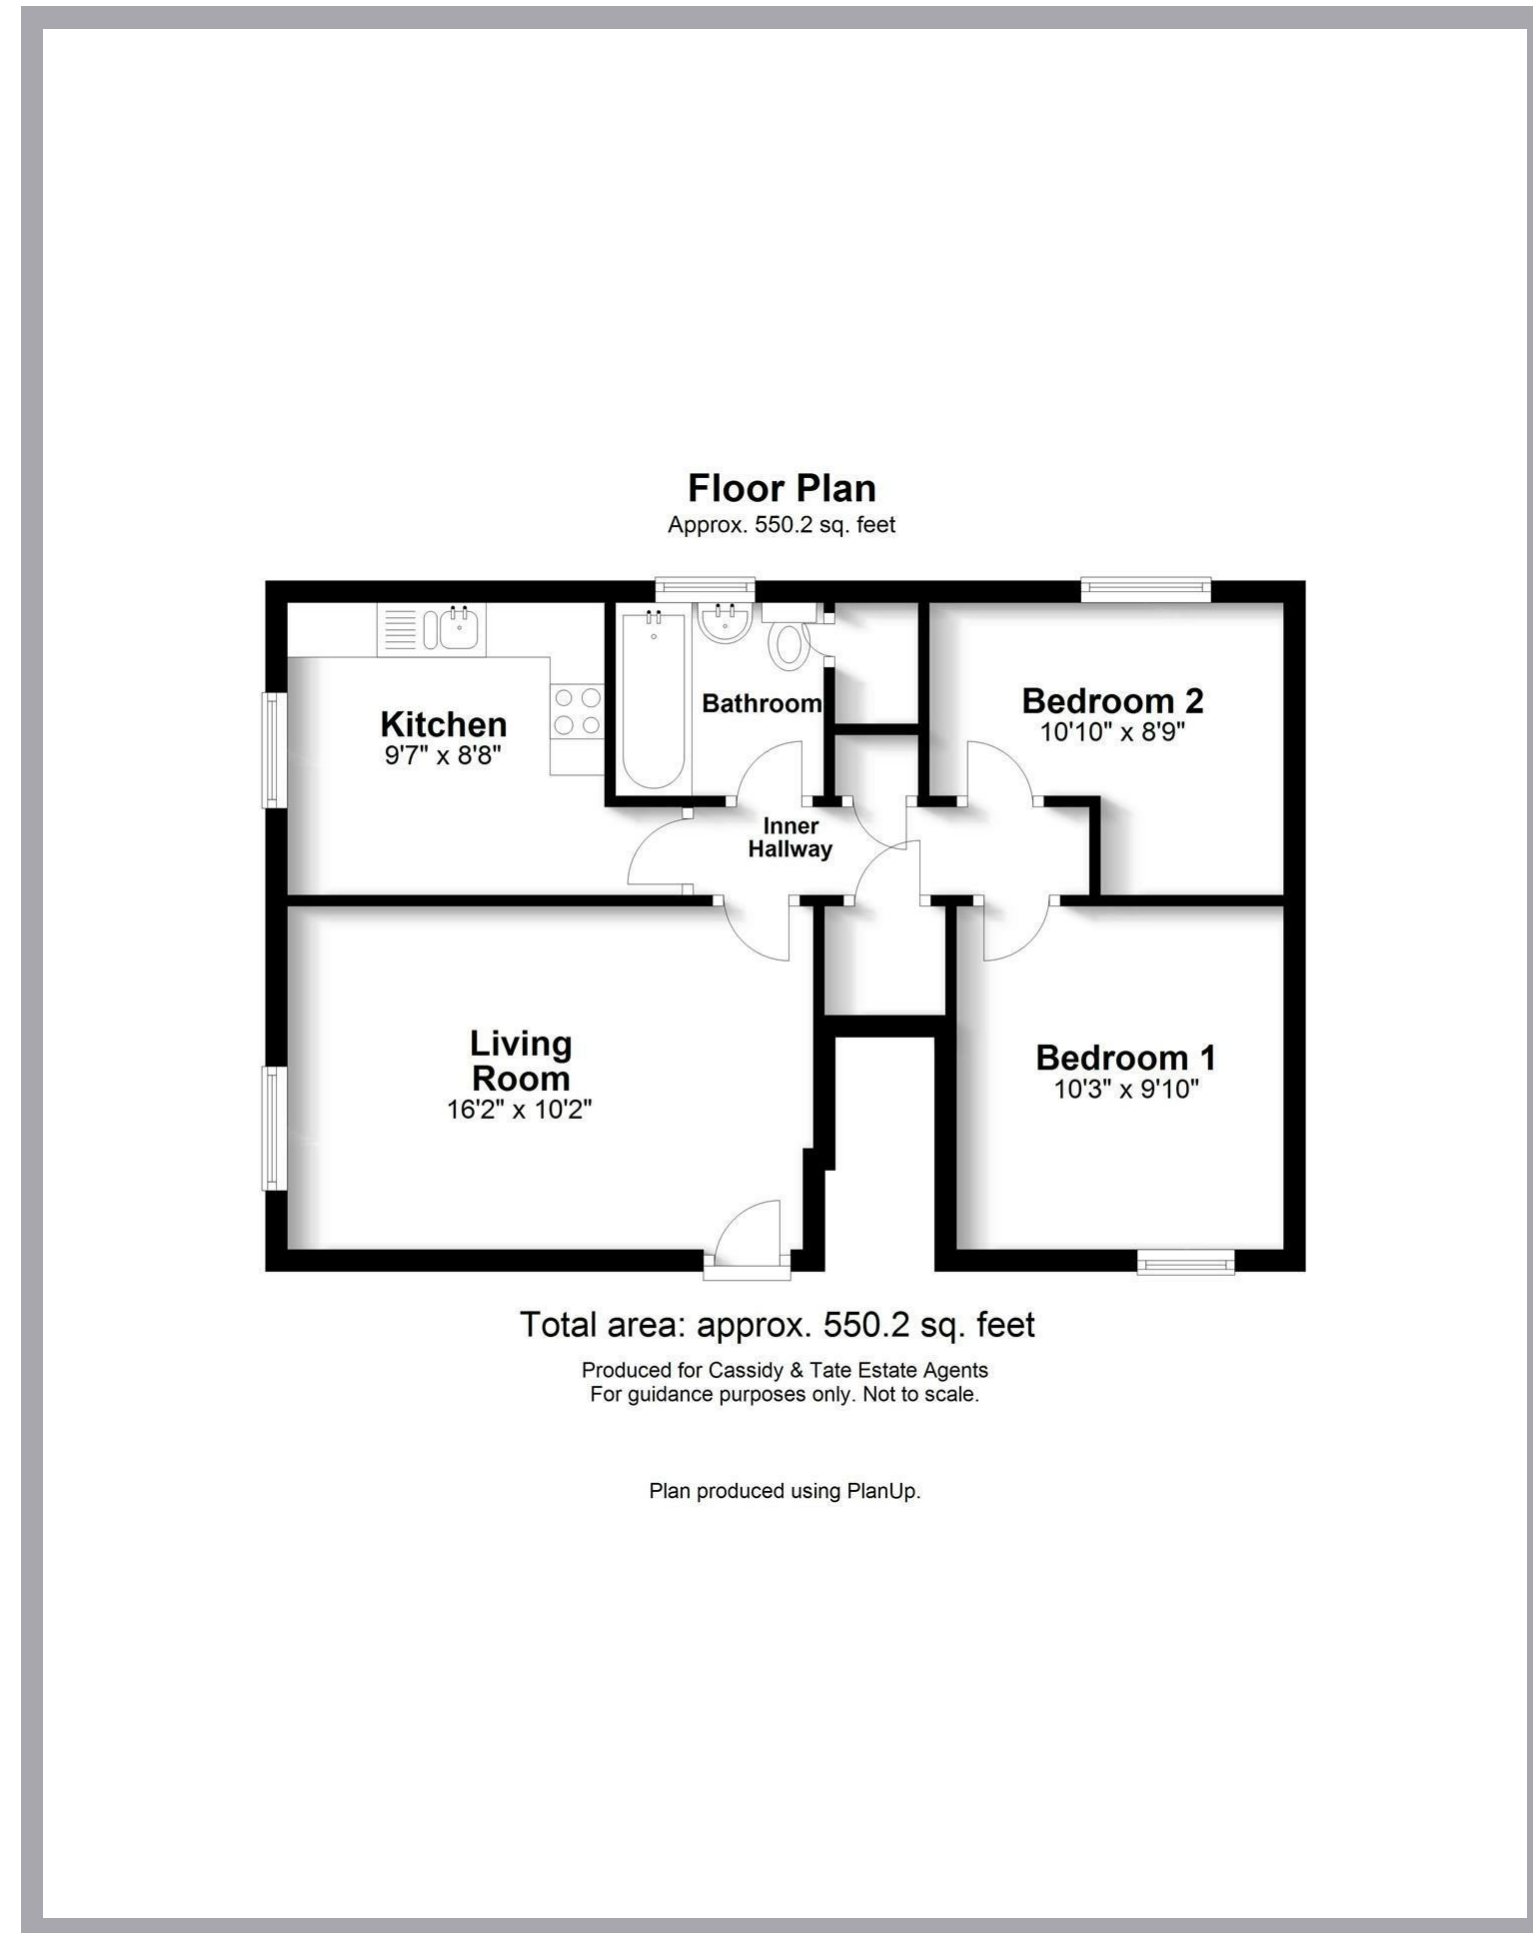 Floor Plan
Approx. 550.2 sq. feet
Kitchen
9'7" x 8'8"
Bathroom
Bedroom 2
10'10" x 8'9"
Inner
Hallway
Living
Room
16'2" x 10'2"
Bedroom 1
10'3" x 9'10"
Total area: approx. 550.2 sq. feet
Produced for Cassidy & Tate Estate Agents
For guidance purposes only. Not to scale.
Plan produced using PlanUp.